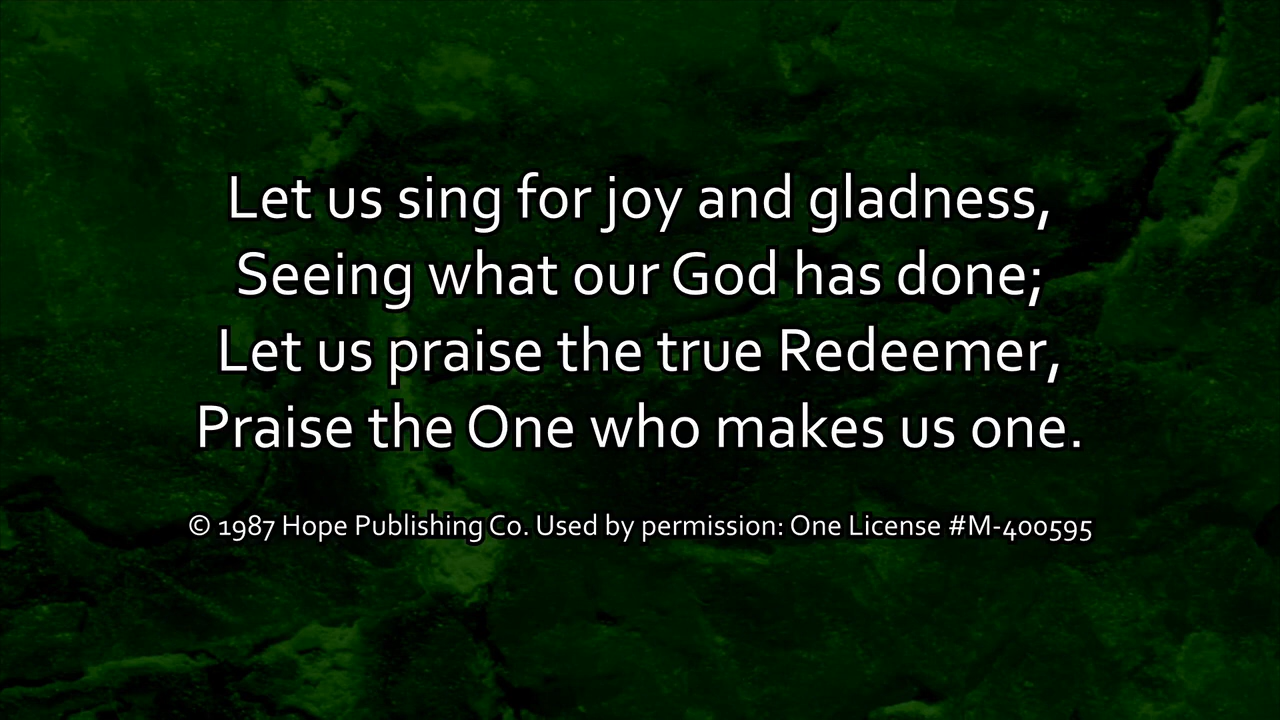 Let us sing for joy and gladness,
Seeing what our God has done;
Let us praise the true Redeemer,
Praise the One who makes us one.
© 1987 Hope Publishing Co. Used by permission: One License #M-400595